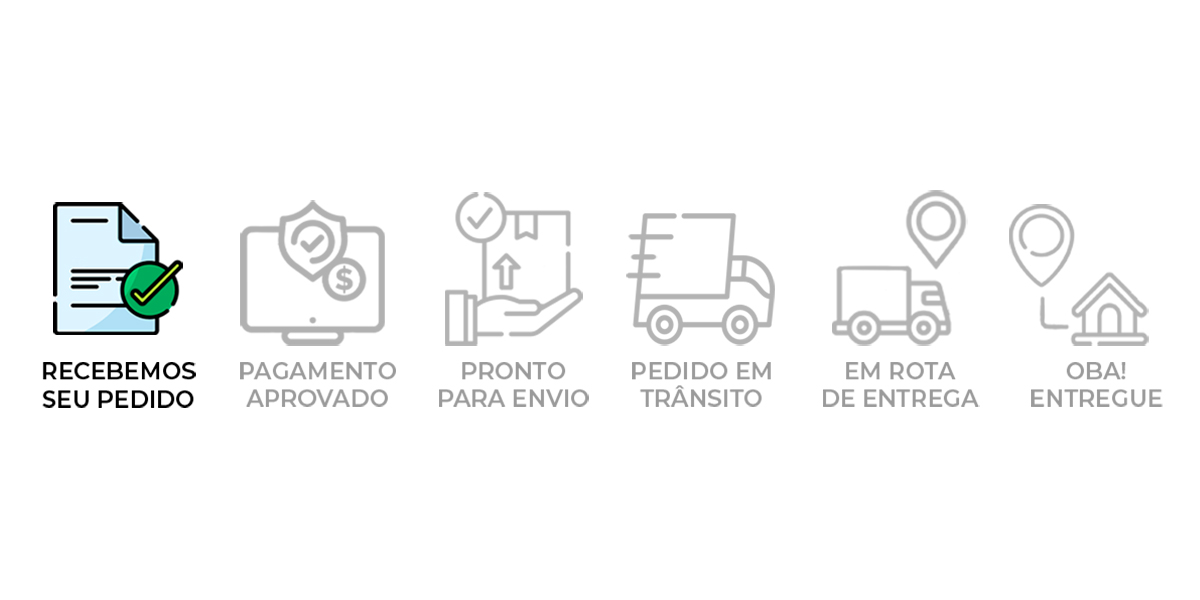 $
RECEBEMOS
SEU PEDIDO
PAGAMENTO
APROVADO
PRONTO
PARA ENVIO
PEDIDO EM
TRÂNSITO
EM ROTA
DE ENTREGA
OBA!
ENTREGUE